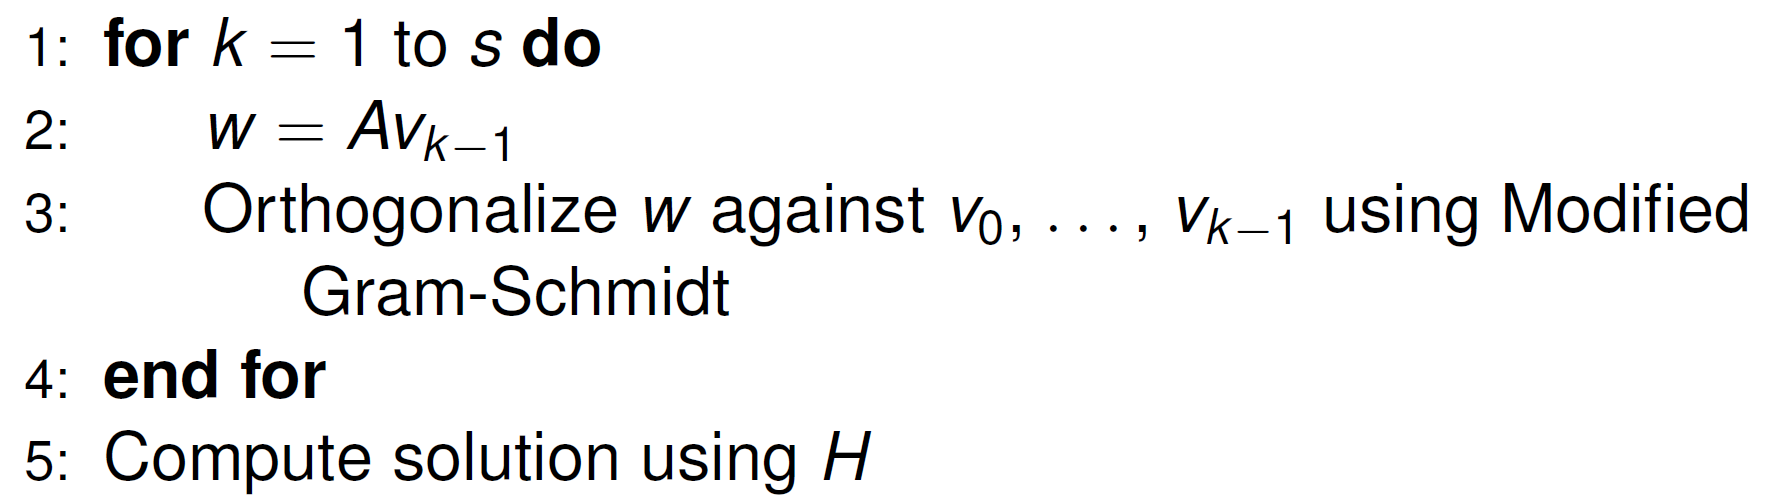 1: for k = 1 to s do
2: w = Av_{k−1}
3: Orthogonalize w against v_0, . . . , v_{k−1} using Modified
Gram-Schmidt
4: end for
5: Compute solution using H